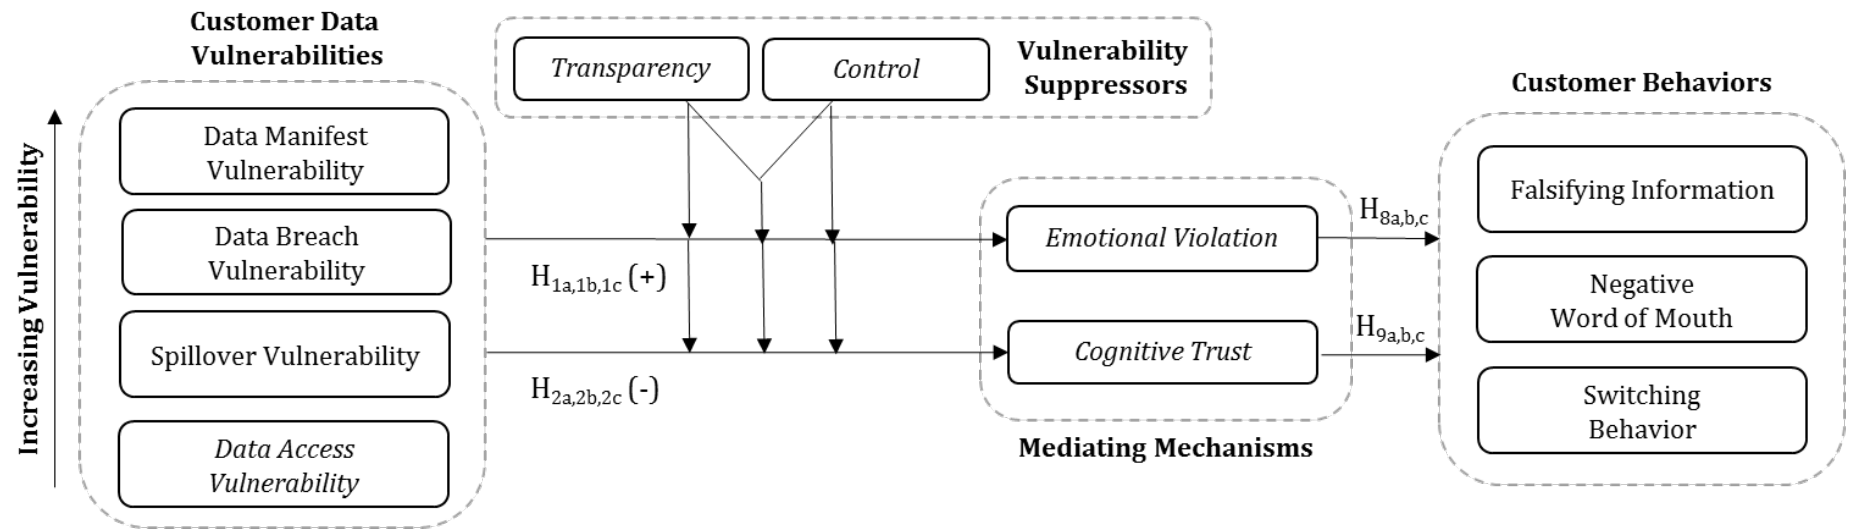 Customer Data
Vulnerabilities
Increasing Vulnerability
Data Manifest
Vulnerability
Data Breach
Vulnerability
Spillover Vulnerability
Data Access
Vulnerability
Transparency
Control
Vulnerability
Suppressors
H1a,1b,1c (+)
H2a,2b,2c (-)
Emotional Violation
Cognitive Trust
Mediating Mechanisms
H8a,b,c
H9a,b,c
Customer Behaviors
Falsifying Information
Negative
Word of Mouth
Switching
Behavior